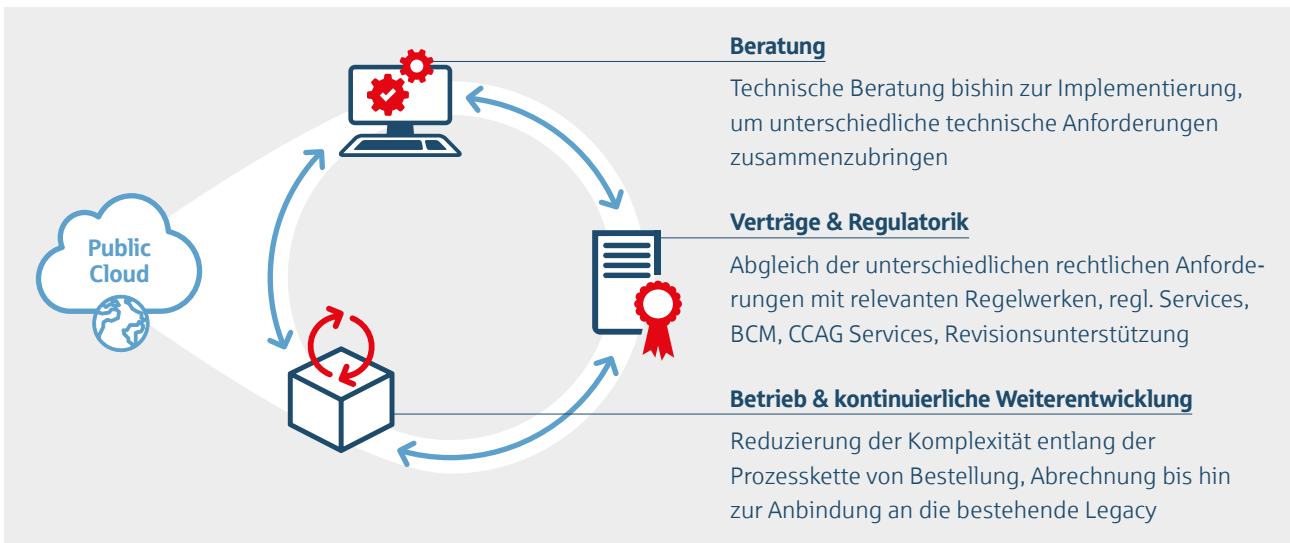 Beratung
Technische Beratung bishin zur Implementierung,
um unterschiedliche technische Anforderungen
zusammenzubringen
Public
Cloud
Verträge & Regulatorik
Abgleich der unterschiedlichen rechtlichen Anforde-
rungen mit relevanten Regelwerken, regl. Services,
BCM, CCAG Services, Revisionsunterstützung
Betrieb & kontinuierliche Weiterentwicklung
Reduzierung der Komplexität entlang der
Prozesskette von Bestellung, Abrechnung bis hin
zur Anbindung an die bestehende Legacy